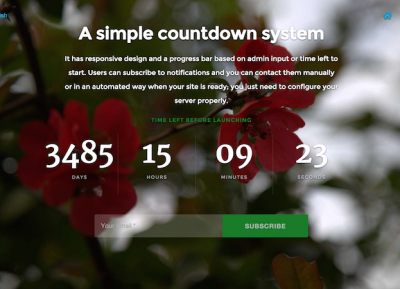 A simple countdown system
It has responsive design and a progress bar based on admin input or time left to
start. Users can subscribe to notifications and you can contact them manually
or in an automated way when your site is ready, you just need to configure your
server properly.
TIME LEFT BEFORE LAUNCHING
3485 15 09 23
DAYS HOURS MINUTES SECONDS
Your SUBSCRIBE